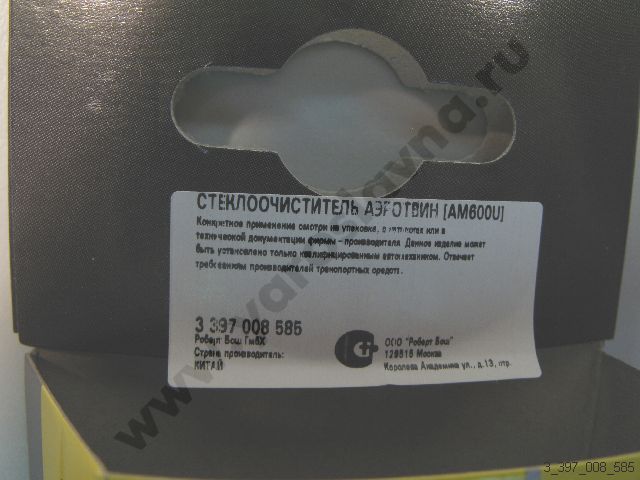 СТЕКЛООЧИСТИТЕЛЬ АЭРОТВИН [AM600U]
Конкретное применение смотри на упаковке, в каталогах или в
технической документации фирмы - производителя. Данное изделие может
быть установлено только квалифицированным автомехаником. Отвечает
требованиям производителей транспортных средств.
3 397 008 585
Роберт Бош ГмбХ
Страна производитель:
КИТАЙ
ООО "Роберт Бош"
129515 Москва
Королева Академика ул., д.13, стр.
www.yaroslavna.ru
3_397_008_585